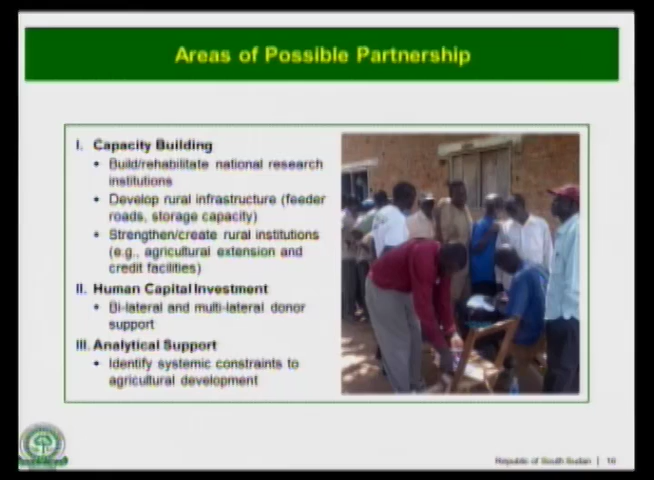 Areas of Possible Partnership
I. Capacity Building
• Build/rehabilitate national research
institutions
• Develop rural infrastructure (feeder
roads, storage capacity)
• Strengthen/create rural institutions
(e.g., agricultural extension and
credit facilities)
II. Human Capital Investment
• Bi-lateral and multi-lateral donor
support
III. Analytical Support
• Identify systemic constraints to
agricultural development
Republic of South Sudan |